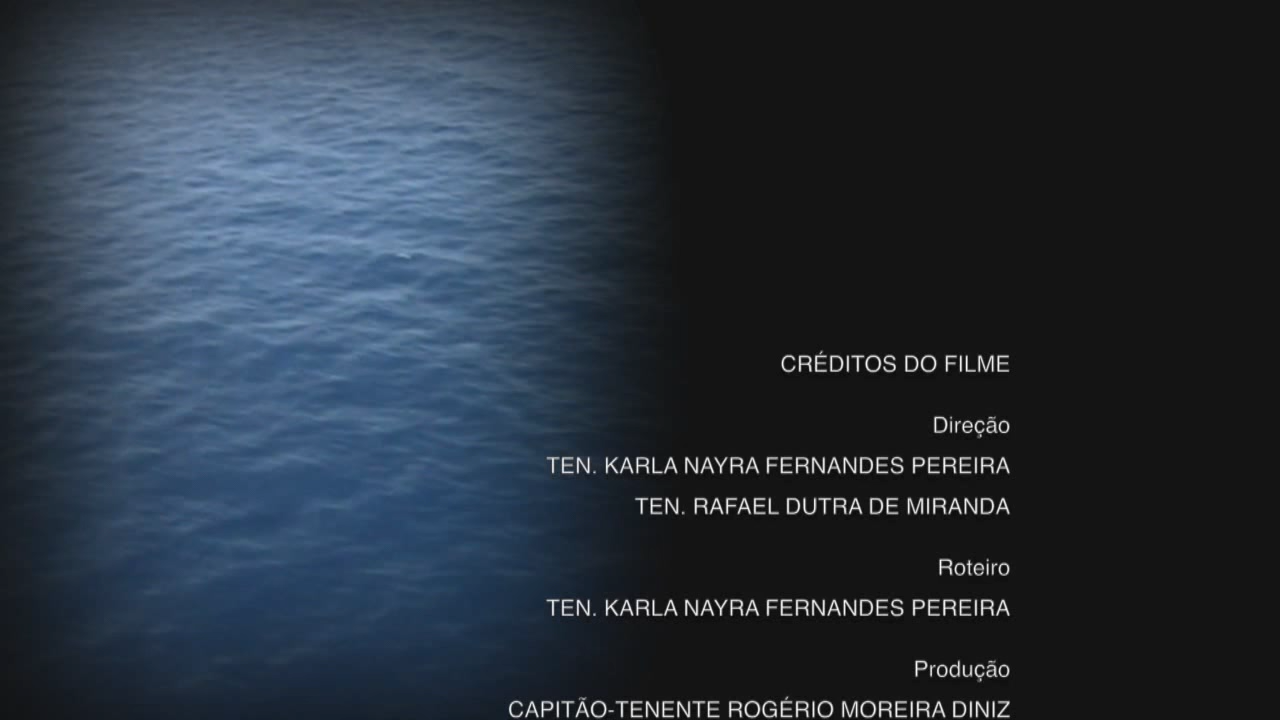 CRÉDITOS DO FILME
Direção
TEN. KARLA NAYRA FERNANDES PEREIRA
TEN. RAFAEL DUTRA DE MIRANDA
Roteiro
TEN. KARLA NAYRA FERNANDES PEREIRA
Produção
CAPITÃO-TENENTE ROGÉRIO MOREIRA DINIZ